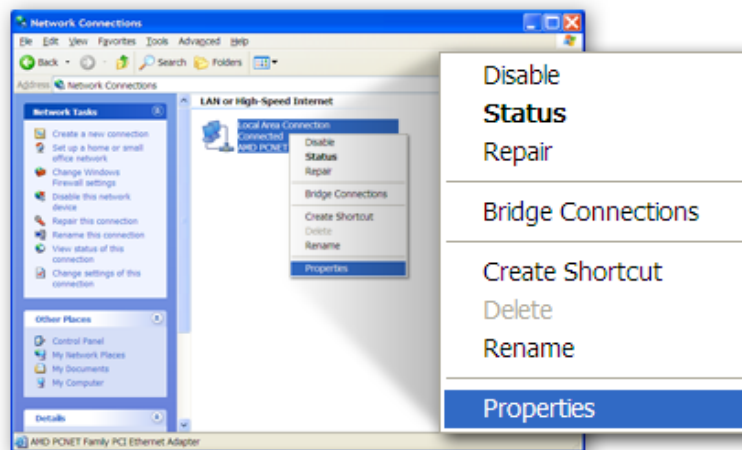 Network Connections
File Edit View Favorites Tools Advanced Help
Back Search Folders
Address Network Connections
Network Tasks
Create a new connection
Set up a home or small
office network
Change Windows
Firewall settings
Disable this network
device
Repair this connection
Rename this connection
View status of this
connection
Change settings of this
connection
Other Places
Control Panel
My Network Places
My Documents
My Computer
Details
LAN or High-Speed Internet
Local Area Connection
Connected
AMD PCNET
Disable
Status
Repair
Bridge Connections
Create Shortcut
Delete
Rename
Properties
AMD PCNET Family PCI Ethernet Adapter
Disable
Status
Repair
Bridge Connections
Create Shortcut
Delete
Rename
Properties